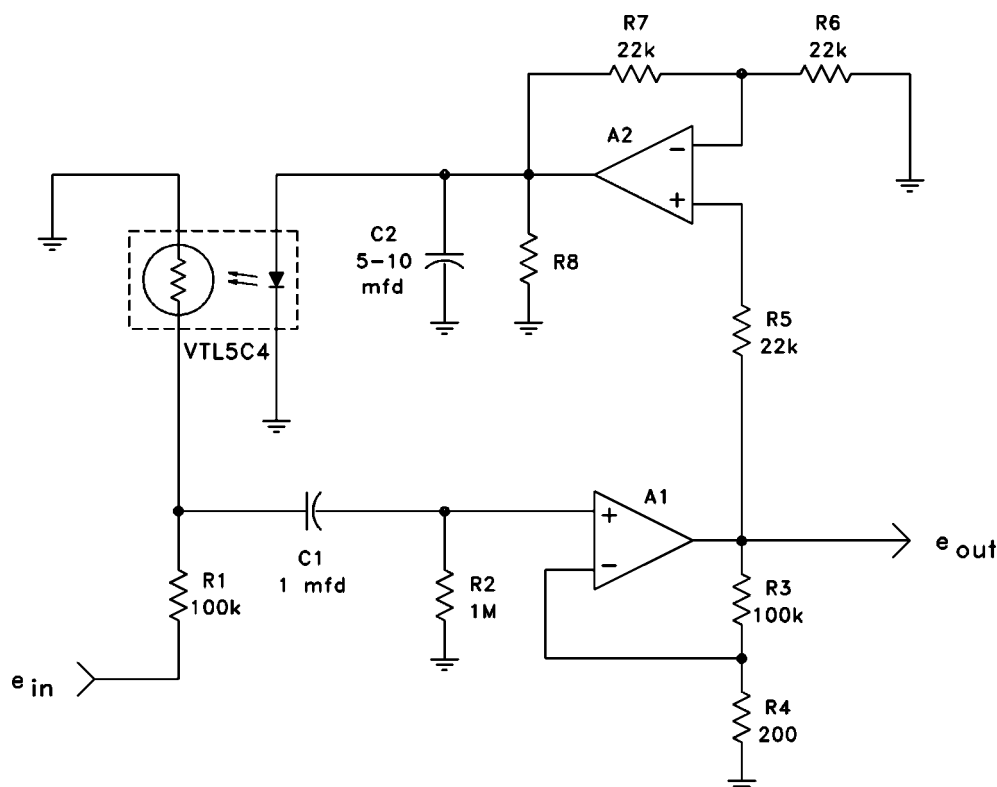 R7
22k
R6
22k
A2
−
+
C2
5-10
mfd
R8
R5
22k
VTL5C4
A1
+
−
e out
C1
1 mfd
R1
100k
R2
1M
R3
100k
e in
R4
200